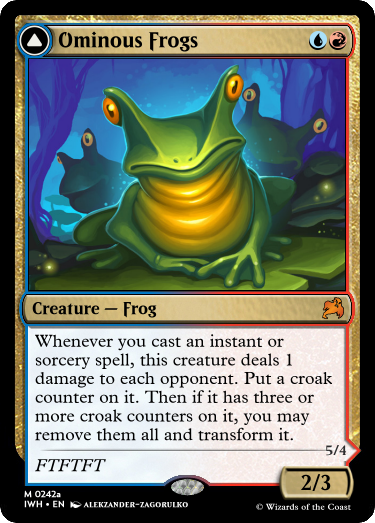 Ominous Frogs
Creature — Frog
Whenever you cast an instant or
sorcery spell, this creature deals 1
damage to each opponent. Put a croak
counter on it. Then if it has three or
more croak counters on it, you may
remove them all and transform it.
5/4
FTFTFT
2/3
M 0242a
IWH • EN ALEKZANDER-ZAGORULKO
© Wizards of the Coast